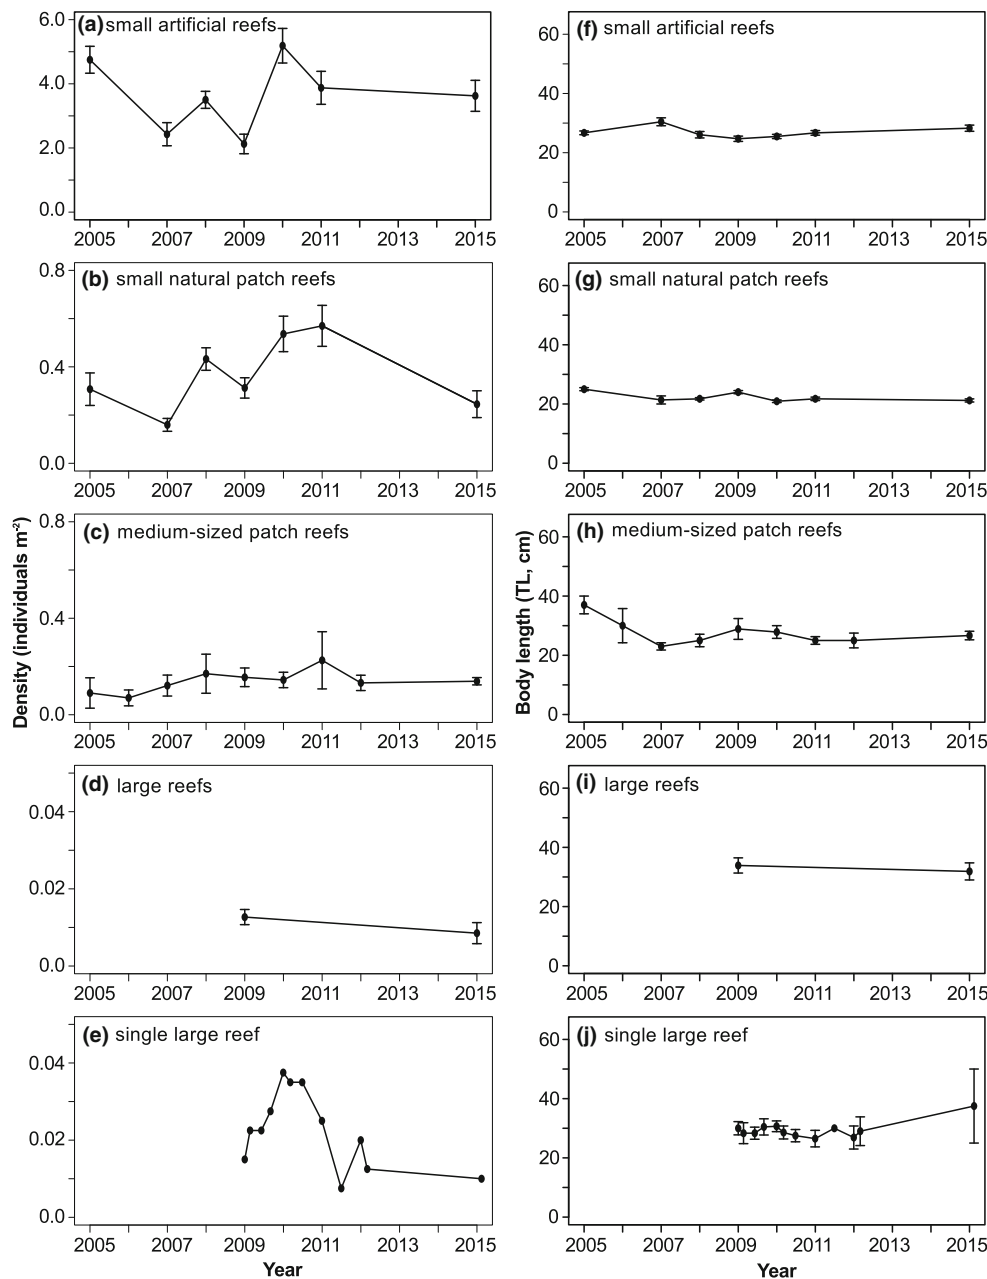 (a) small artificial reefs
6.0
4.0
2.0
0.0
2005 2007 2009 2011 2013 2015
(f) small artificial reefs
60
40
20
0
2005 2007 2009 2011 2013 2015
(b) small natural patch reefs
0.8
0.4
0.0
2005 2007 2009 2011 2013 2015
(g) small natural patch reefs
60
40
20
0
2005 2007 2009 2011 2013 2015
Density (individuals m⁻²)
(c) medium-sized patch reefs
0.8
0.4
0.0
2005 2007 2009 2011 2013 2015
Body length (TL, cm)
(h) medium-sized patch reefs
60
40
20
0
2005 2007 2009 2011 2013 2015
(d) large reefs
0.04
0.02
0.0
2005 2007 2009 2011 2013 2015
(i) large reefs
60
40
20
0
2005 2007 2009 2011 2013 2015
(e) single large reef
0.04
0.02
0.0
2005 2007 2009 2011 2013 2015
Year
(j) single large reef
60
40
20
0
2005 2007 2009 2011 2013 2015
Year